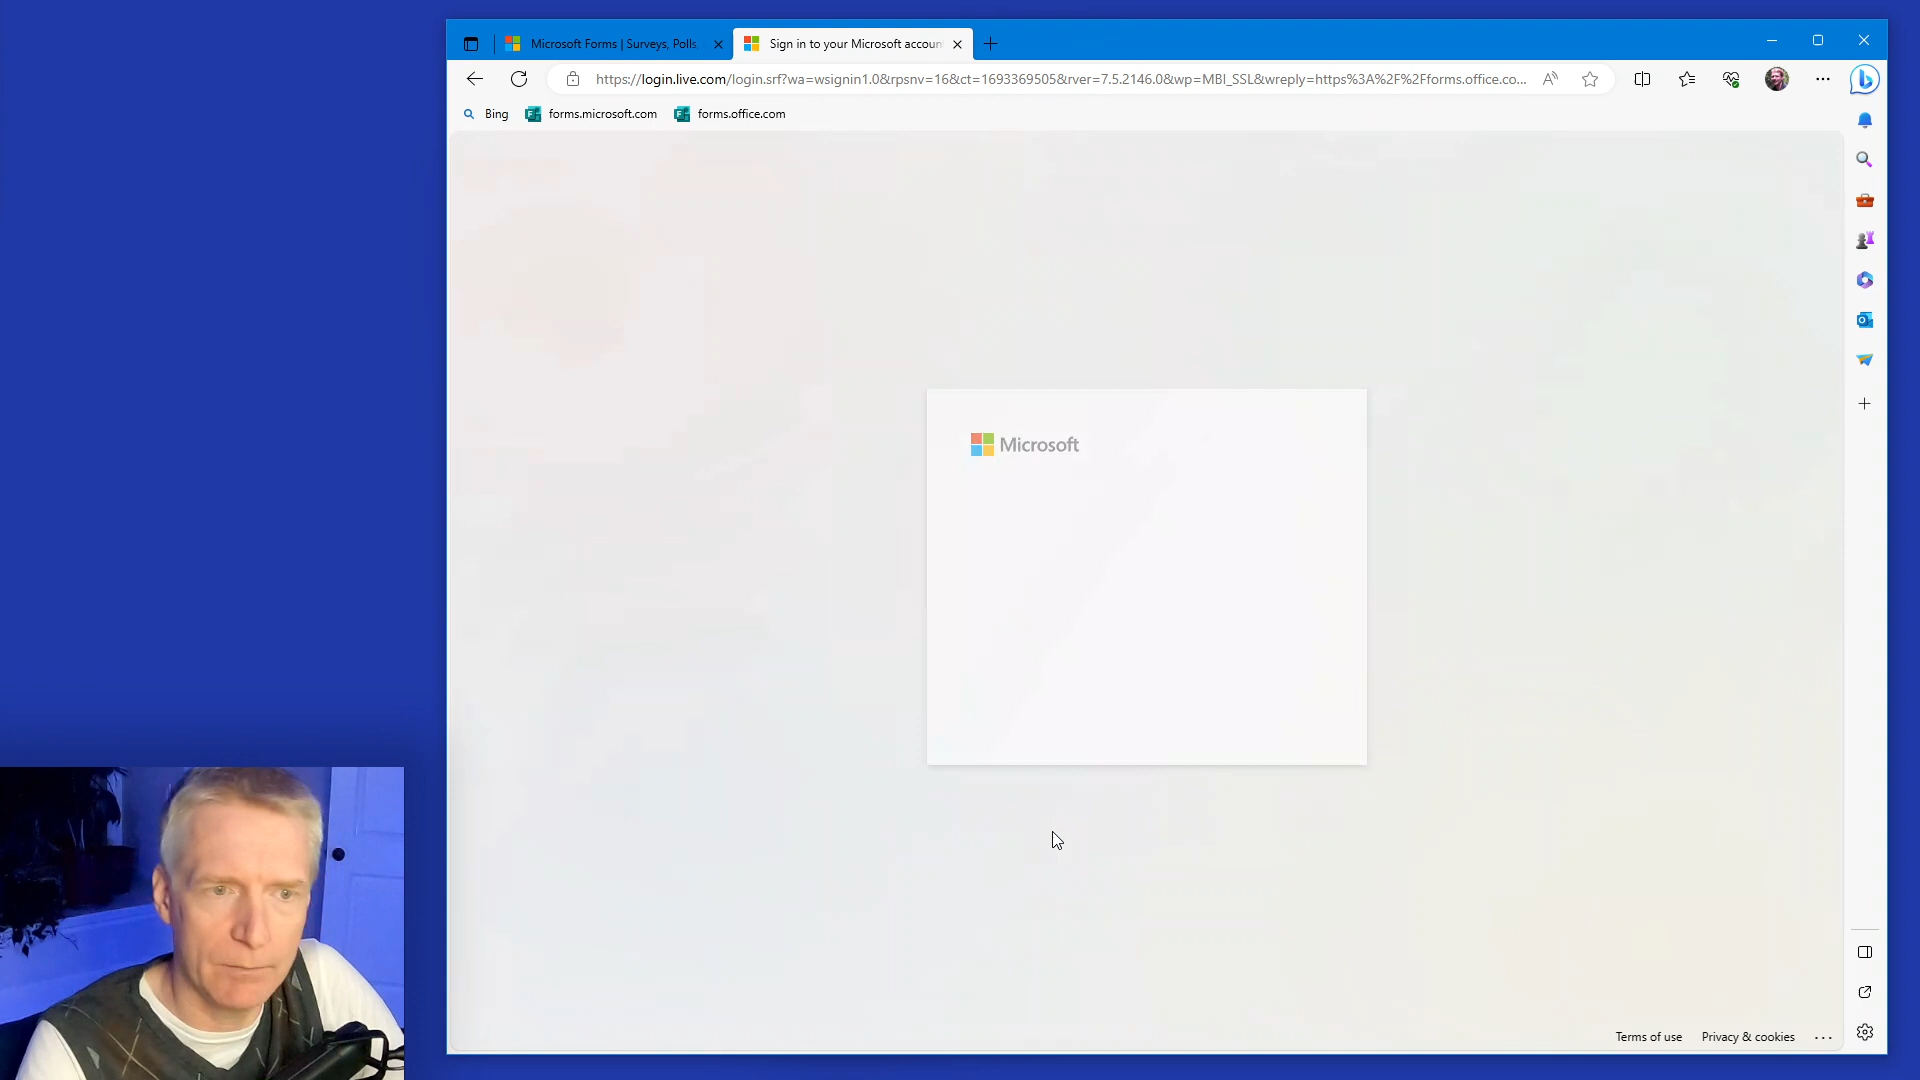 Microsoft Forms | Surveys, Polls,
Sign in to your Microsoft accoun
https://login.live.com/login.srf?wa=wsignin1.0&rpsnv=16&ct=1693369505&rver=7.5.2146.0&wp=MBI_SSL&wreply=https%3A%2F%2Fforms.office.co...
Bing
forms.microsoft.com
forms.office.com
Microsoft
Terms of use
Privacy & cookies